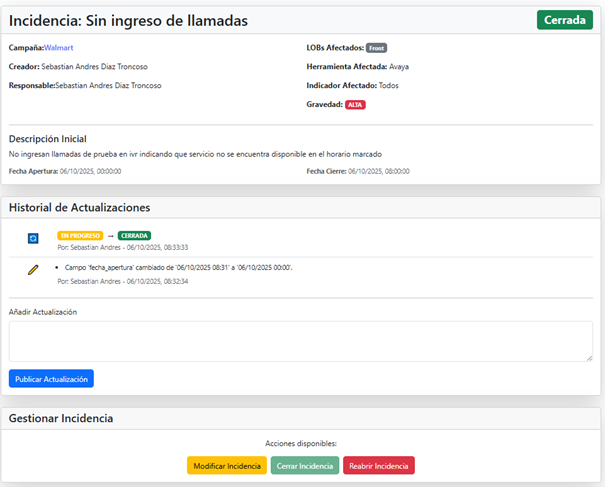 Incidencia: Sin ingreso de llamadas
Cerrada
Campaña:Walmart
LOBs Afectados: Front
Creador: Sebastian Andres Diaz Troncoso
Herramienta Afectada: Avaya
Responsable:Sebastian Andres Diaz Troncoso
Indicador Afectado: Todos
Gravedad: ALTA
Descripción Inicial
No ingresan llamadas de prueba en ivr indicando que servicio no se encuentra disponible en el horario marcado
Fecha Apertura: 06/10/2025, 00:00:00
Fecha Cierre: 06/10/2025, 08:00:00
Historial de Actualizaciones
EN PROGRESO → CERRADA
Por: Sebastian Andres - 06/10/2025, 08:33:33
• Campo 'fecha_apertura' cambiado de '06/10/2025 08:31' a '06/10/2025 00:00'.
Por: Sebastian Andres - 06/10/2025, 08:32:34
Añadir Actualización
Publicar Actualización
Gestionar Incidencia
Acciones disponibles:
Modificar Incidencia
Cerrar Incidencia
Reabrir Incidencia